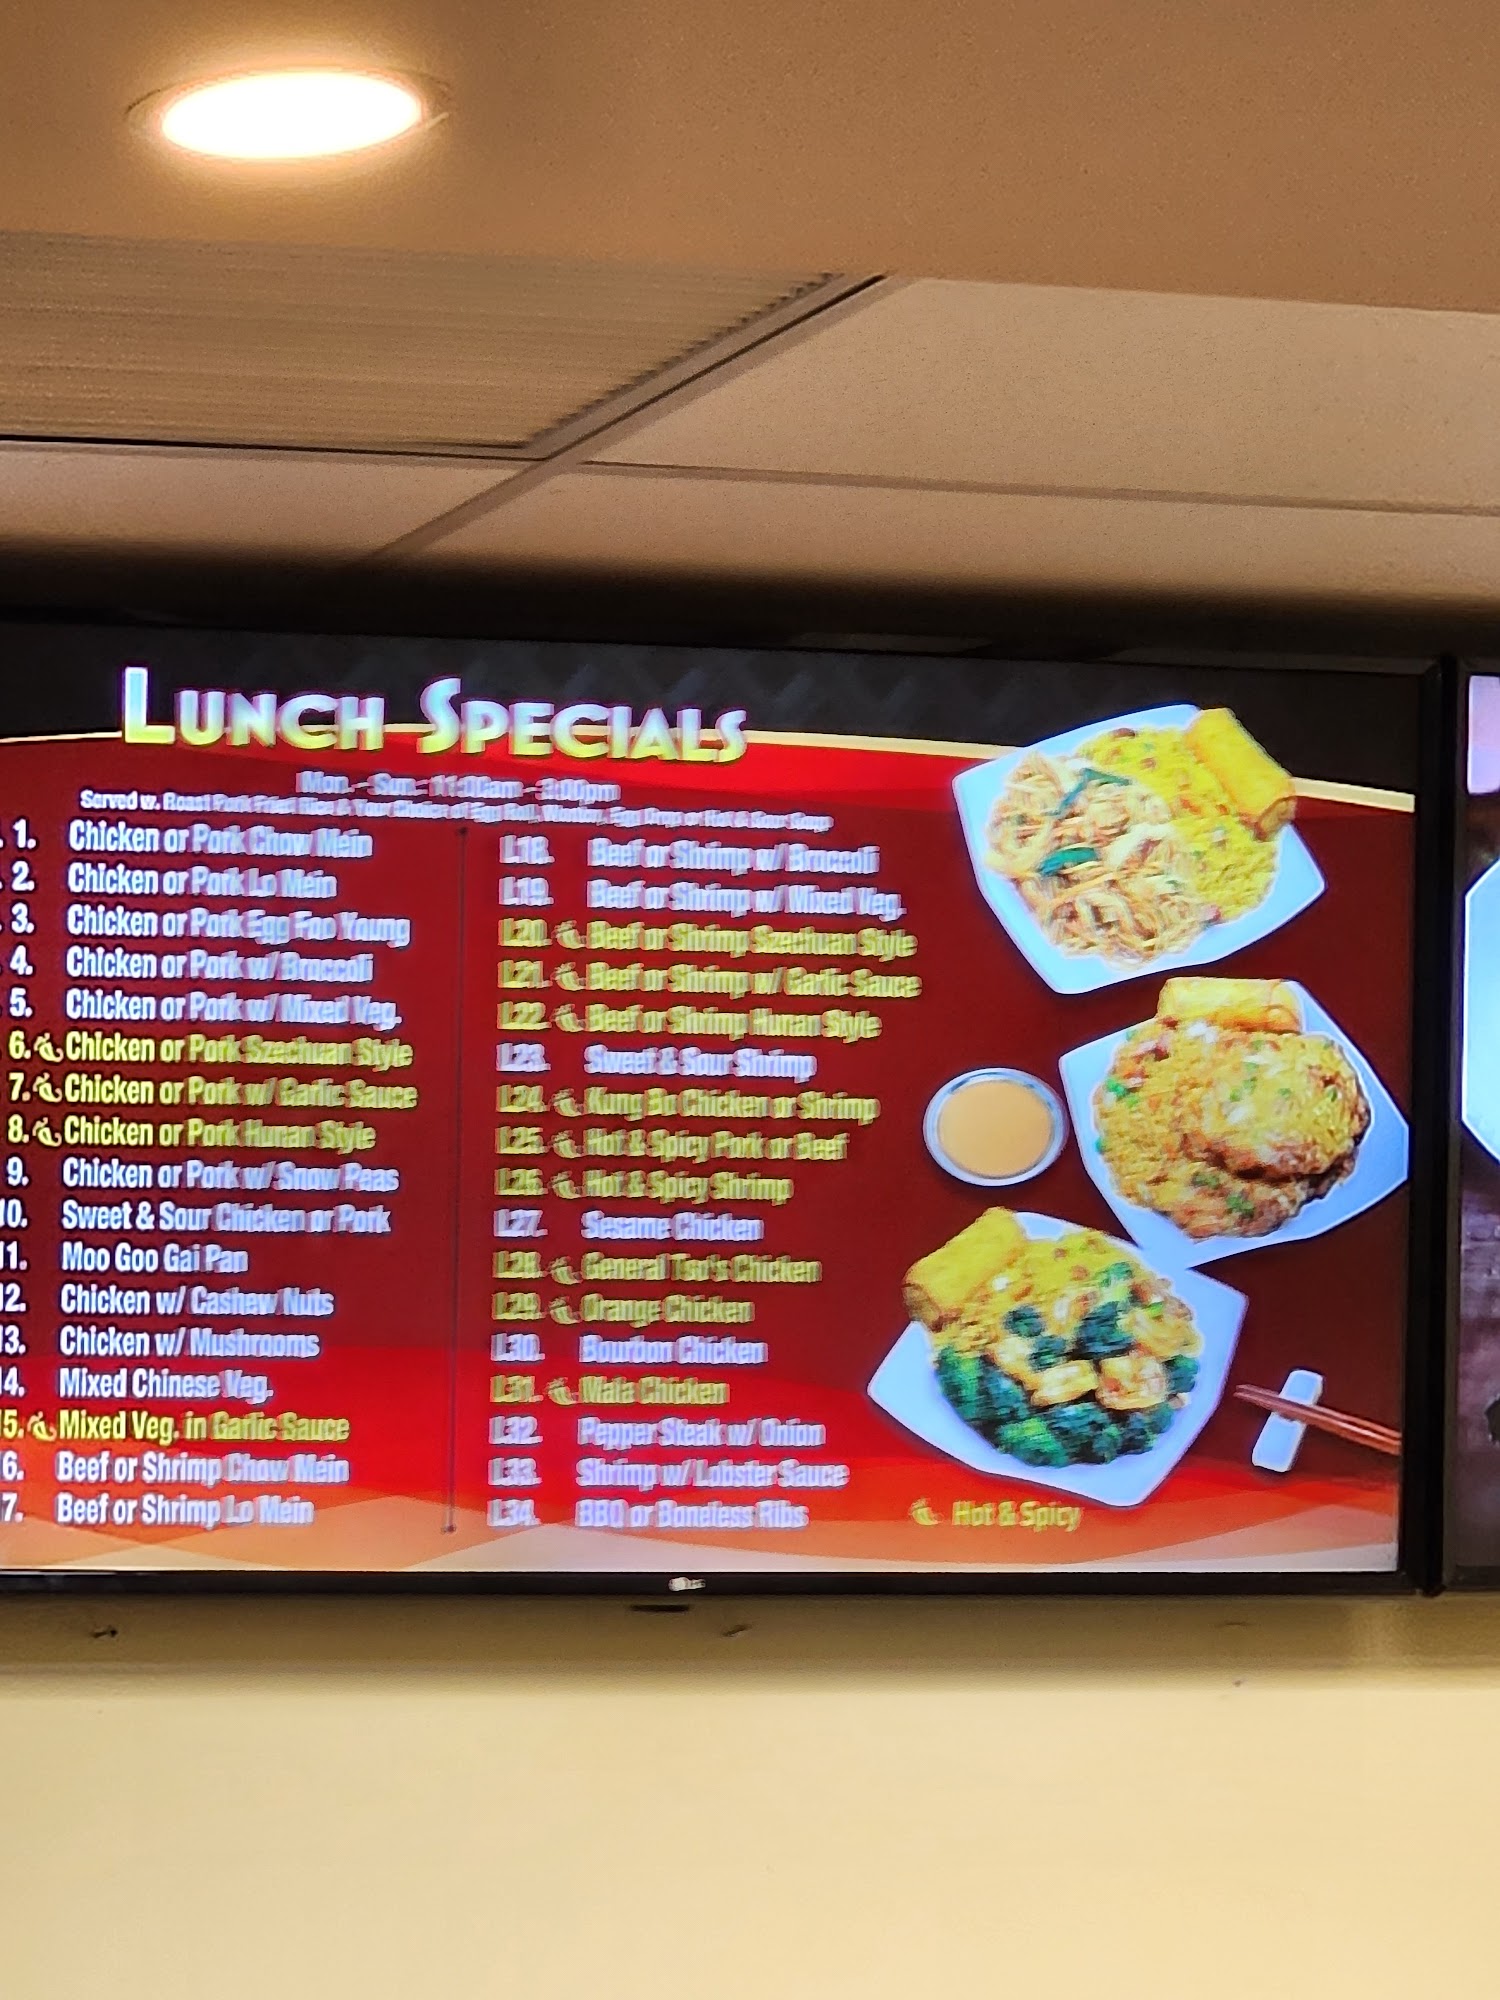 LUNCH SPECIALS
Mon. - Sun.: 11:00am - 3:00pm
Served w. Roast Pork Fried Rice & Your Choice of Egg Roll, Wonton, Egg Drop or Hot & Sour Soup
. 1. Chicken or Pork Chow Mein
. 2. Chicken or Pork Lo Mein
. 3. Chicken or Pork Egg Foo Young
. 4. Chicken or Pork w/ Broccoli
. 5. Chicken or Pork w/ Mixed Veg.
6. Chicken or Pork Szechuan Style
7. Chicken or Pork w/ Garlic Sauce
8. Chicken or Pork Hunan Style
9. Chicken or Pork w/ Snow Peas
10. Sweet & Sour Chicken or Pork
11. Moo Goo Gai Pan
12. Chicken w/ Cashew Nuts
13. Chicken w/ Mushrooms
14. Mixed Chinese Veg.
15. Mixed Veg. in Garlic Sauce
6. Beef or Shrimp Chow Mein
7. Beef or Shrimp Lo Mein
L18. Beef or Shrimp w/ Broccoli
L19. Beef or Shrimp w/ Mixed Veg.
L20. Beef or Shrimp Szechuan Style
L21. Beef or Shrimp w/ Garlic Sauce
L22. Beef or Shrimp Hunan Style
L23. Sweet & Sour Shrimp
L24. Kung Bo Chicken or Shrimp
L25. Hot & Spicy Pork or Beef
L26. Hot & Spicy Shrimp
L27. Sesame Chicken
L28. General Tso's Chicken
L29. Orange Chicken
L30. Bourbon Chicken
L31. Mala Chicken
L32. Pepper Steak w/ Onion
L33. Shrimp w/ Lobster Sauce
L34. BBQ or Boneless Ribs
Hot & Spicy